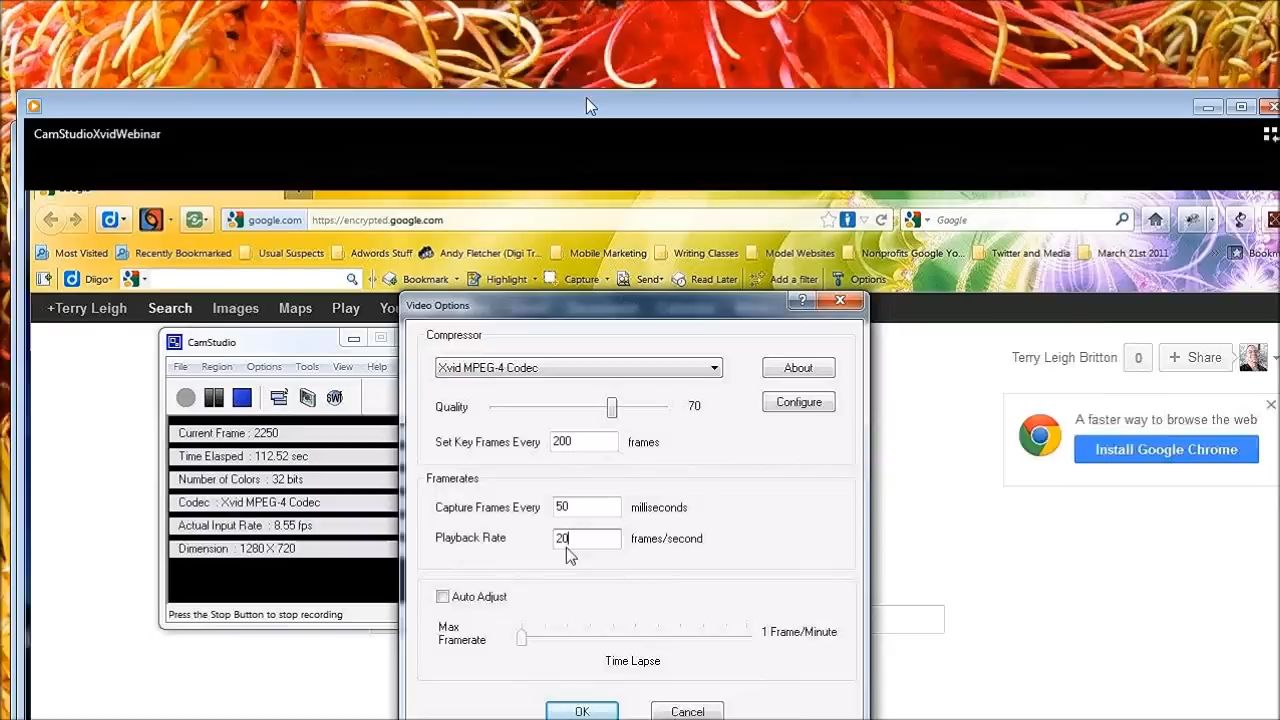 CamStudioXvidWebinar
google.com https://encrypted.google.com
Google
Most Visited Recently Bookmarked Usual Suspects Adwords Stuff Andy Fletcher (Digi Tr... Mobile Marketing Writing Classes Model Websites Nonprofits Google Yo... Twitter and Media March 21st 2011
Diigo Bookmark Highlight Capture Send Read Later Add a filter Options
+Terry Leigh Search Images Maps Play
Video Options
Compressor
Xvid MPEG-4 Codec
About
Quality 70
Configure
Set Key Frames Every 200 frames
Framerates
Capture Frames Every 50 milliseconds
Playback Rate 20 frames/second
Auto Adjust
Max
Framerate
1 Frame/Minute
Time Lapse
OK Cancel
CamStudio
File Region Options Tools View Help
Current Frame : 2250
Time Elasped : 112.52 sec
Number of Colors : 32 bits
Codec : Xvid MPEG-4 Codec
Actual Input Rate : 8.55 fps
Dimension : 1280 X 720
Press the Stop Button to stop recording
Terry Leigh Britton 0 + Share
A faster way to browse the web
Install Google Chrome